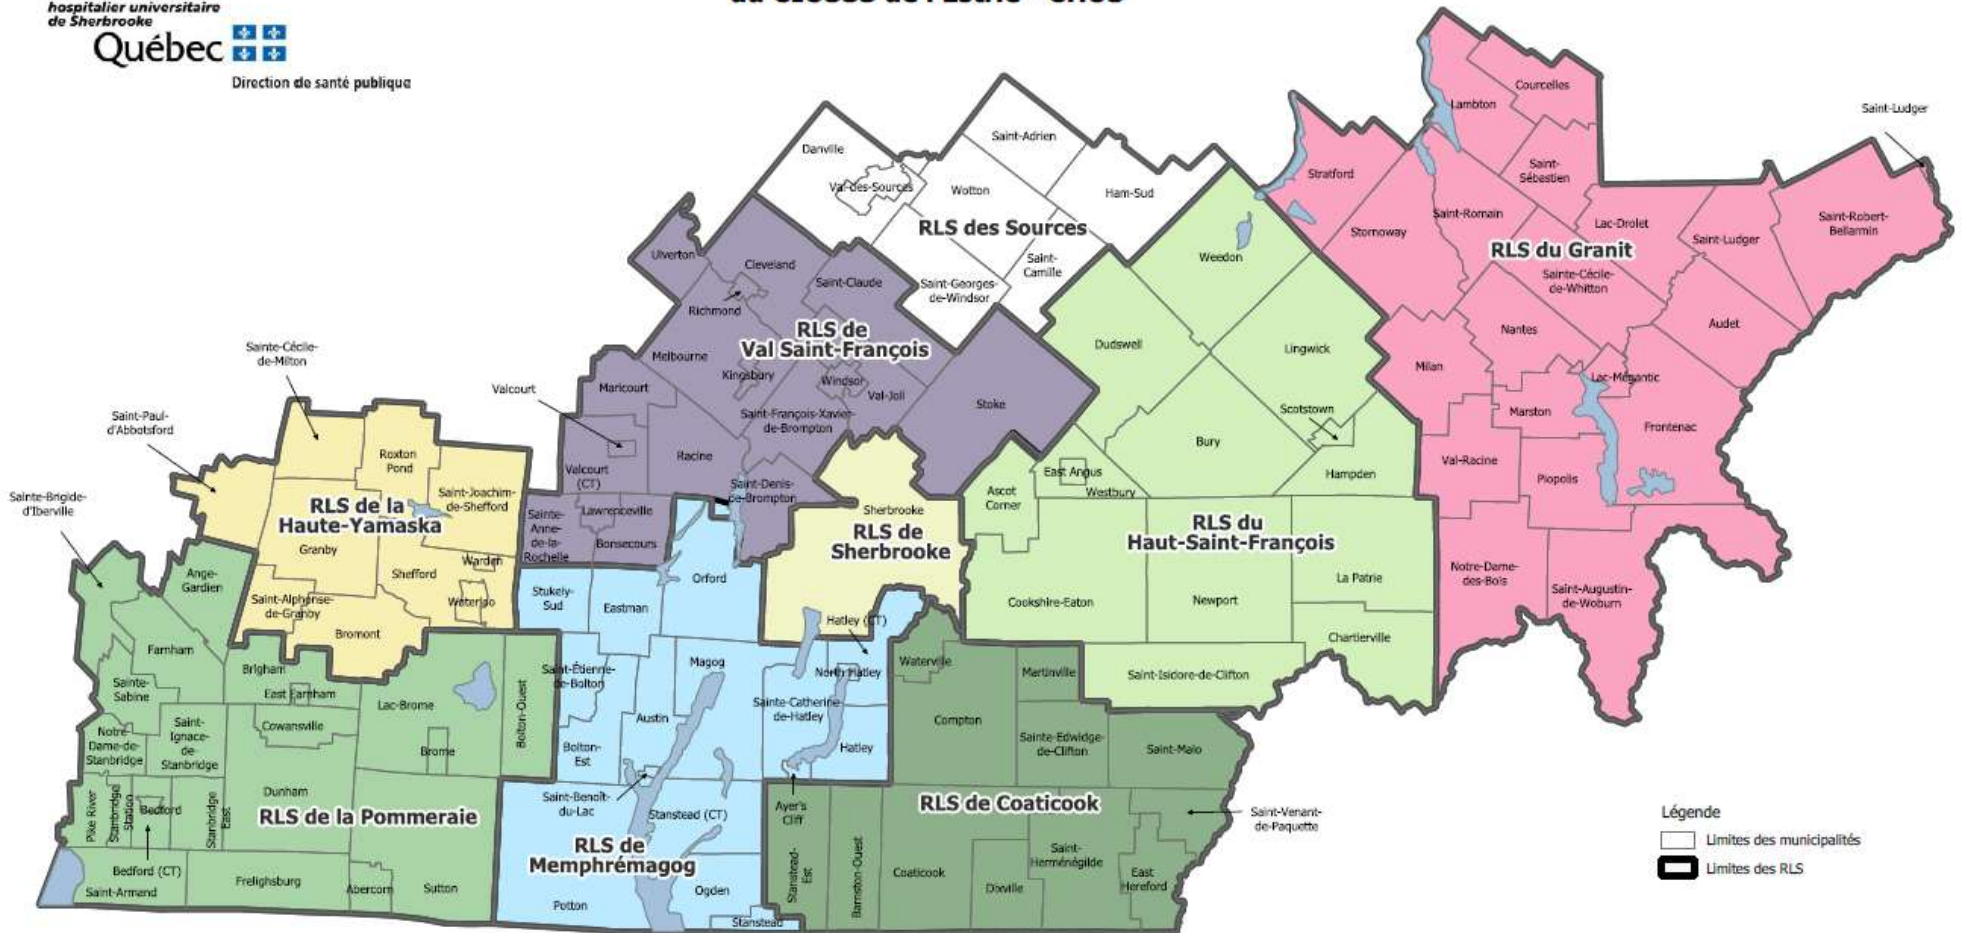 hospitalier universitaire
de Sherbrooke
Québec
Direction de santé publique
Saint-Ludger
Courcelles
Lambton
Saint-Adrien
Danville
Saint-
Sébastien
Stratford
Val-des-Sources
Wotton
Ham-Sud
Saint-Romain
Lac-Drolet
Saint-Robert-
Bellarmin
RLS des Sources
Stornoway
Saint-Ludger
RLS du Granit
Ulverton
Cleveland
Weedon
Saint-
Camille
Saint-Claude
Saint-Georges-
de-Windsor
Sainte-Cécile-
de-Whitton
Richmond
RLS de
Val Saint-François
Nantes
Audet
Dudswell
Lingwick
Sainte-Cécile-
de-Milton
Melbourne
Kingsbury
Windsor
Val-Joli
Milan
Lac-Mégantic
Valcourt
Maricourt
Stoke
Saint-François-Xavier-
de-Brompton
Scotstown
Marston
Frontenac
Saint-Paul-
d'Abbotsford
Roxton
Pond
Racine
Bury
Val-Racine
Valcourt
(CT)
East Angus
Hampden
Piopolis
Sainte-Brigide-
d'Iberville
RLS de la
Haute-Yamaska
Saint-Joachim-
de-Shefford
Saint-Denis-
de-Brompton
Ascot
Corner
Westbury
Sainte-
Anne-
de-la-
Rochelle
Lawrenceville
Bonsecours
Sherbrooke
RLS de
Sherbrooke
RLS du
Haut-Saint-François
Granby
Warden
Ange-
Gardien
Shefford
Orford
Notre-Dame-
des-Bois
La Patrie
Saint-Augustin-
de-Woburn
Saint-Alphonse-
de-Granby
Waterloo
Stukely-
Sud
Eastman
Cookshire-Eaton
Newport
Hatley (CT)
Bromont
Chartierville
Farnham
Brigham
Saint-Étienne-
de-Bolton
Magog
North Hatley
Waterville
Martinville
Saint-Isidore-de-Clifton
Sainte-
Sabine
East Farnham
Lac-Brome
Bolton-Ouest
Austin
Sainte-Catherine-
de-Hatley
Compton
Cowansville
Notre-
Dame-de-
Stanbridge
Saint-
Ignace-
de-
Stanbridge
Brome
Bolton-
Est
Hatley
Sainte-Edwidge-
de-Clifton
Saint-Malo
Pike River
Stanbridge
Station
Bedford
Stanbridge
East
Dunham
RLS de la Pommeraie
Saint-Benoît-
du-Lac
Stanstead (CT)
Ayer's
Cliff
RLS de Coaticook
Saint-Venant-
de-Paquette
Légende
Limites des municipalités
Limites des RLS
RLS de
Memphrémagog
Bedford (CT)
Saint-Armand
Frelighsburg
Abercorn
Sutton
Potton
Ogden
Stanstead
Stanstead-
Est
Barnston-Ouest
Coaticook
Dixville
Saint-
Herménégilde
East
Hereford